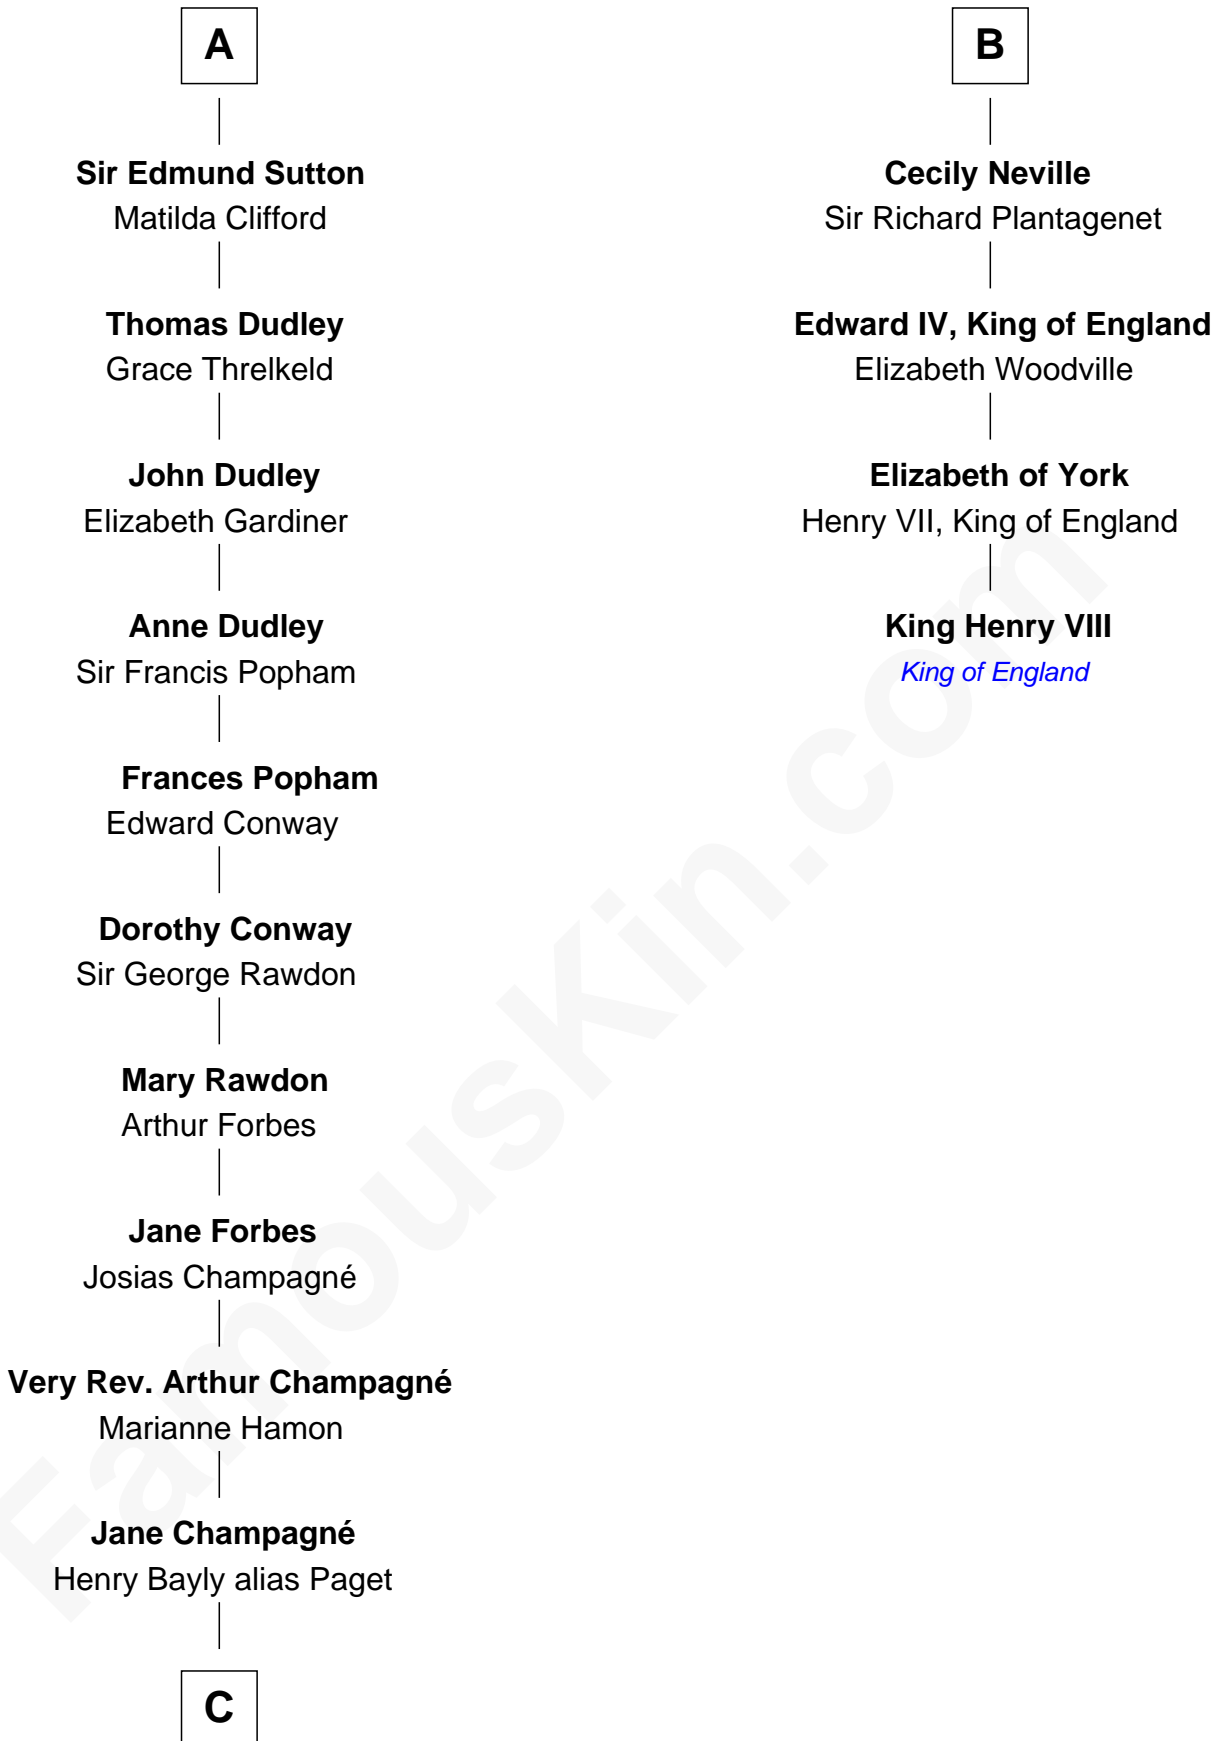 A
Sir Edmund Sutton
Matilda Clifford
Thomas Dudley
Grace Threlkeld
John Dudley
Elizabeth Gardiner
Anne Dudley
Sir Francis Popham
Frances Popham
Edward Conway
Dorothy Conway
Sir George Rawdon
Mary Rawdon
Arthur Forbes
Jane Forbes
Josias Champagné
Very Rev. Arthur Champagné
Marianne Hamon
Jane Champagné
Henry Bayly alias Paget
C
B
Cecily Neville
Sir Richard Plantagenet
Edward IV, King of England
Elizabeth Woodville
Elizabeth of York
Henry VII, King of England
King Henry VIII
King of England
FamousKin.com